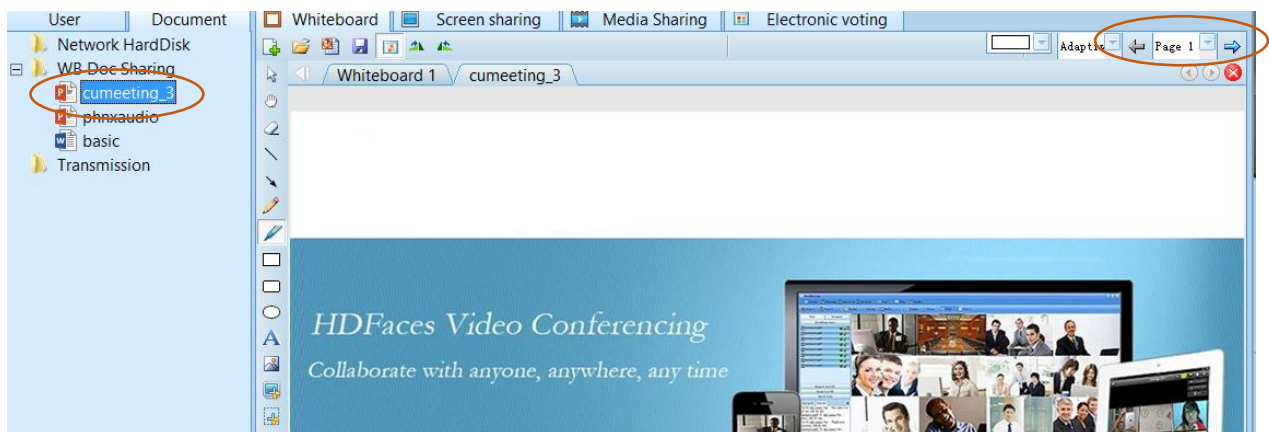 User Document Whiteboard Screen sharing Media Sharing Electronic voting
Network HardDisk
Page 1
WB Doc Sharing
Whiteboard 1 cumeeting_3
cumeeting_3
phnxaudio
basic
Transmission
A
HDFaces Video Conferencing
Collaborate with anyone, anywhere, any time